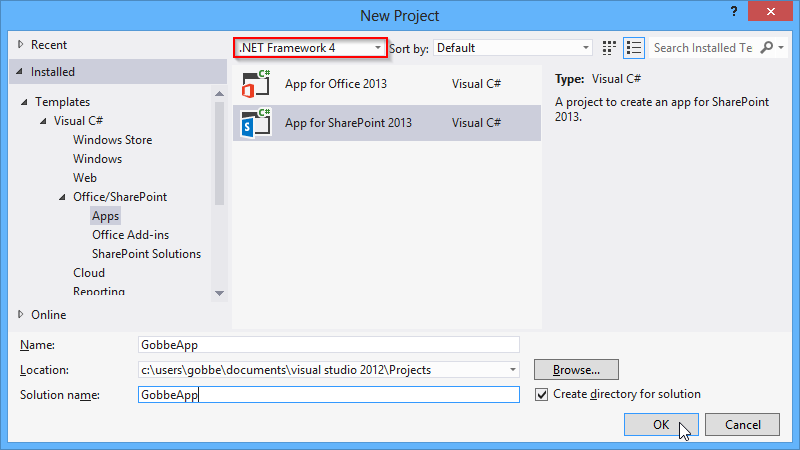 New Project
?
Recent
Installed
Templates
Visual C#
Windows Store
Windows
Web
Office/SharePoint
Apps
Office Add-ins
SharePoint Solutions
Cloud
Reporting
Online
.NET Framework 4
Sort by: Default
Search Installed Te
C# App for Office 2013 Visual C#
C# S App for SharePoint 2013 Visual C#
Type: Visual C#
A project to create an app for SharePoint
2013.
Name: GobbeApp
Location: c:\users\gobbe\documents\visual studio 2012\Projects
Browse...
Solution name: GobbeApp
Create directory for solution
OK
Cancel